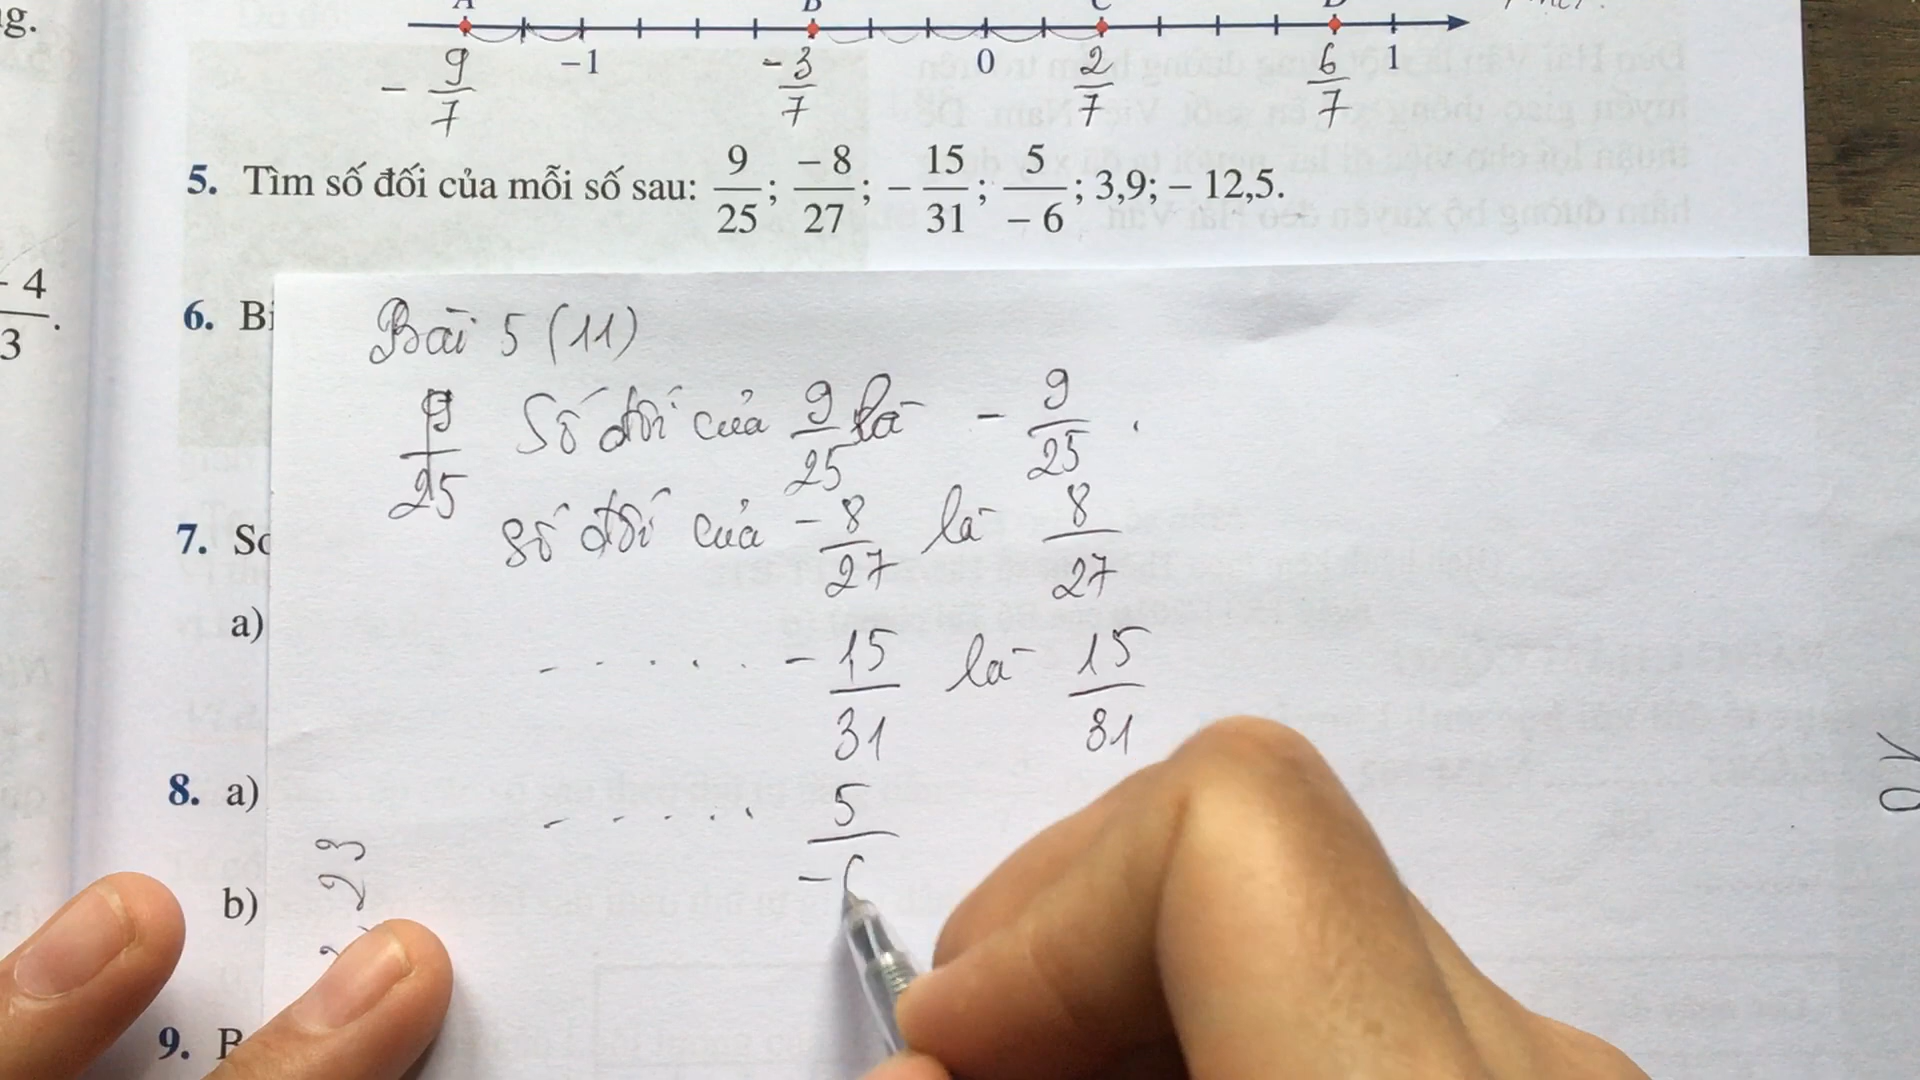 g.
A B C D
-1 0 1
- 9/7 -3/7 2/7 6/7
5. Tìm số đối của mỗi số sau: 9/25; -8/27; -15/31; 5/-6; 3,9; - 12,5.
- 4/3.
6.
Bài 5 (11)
9/25 Số đối của 9/25 là - 9/25.
số đối của -8/27 là 8/27
7.
a)
- . . . . . -15/31 là 15/31
8. a)
- . . . . . 5/-6
23
b)
9.